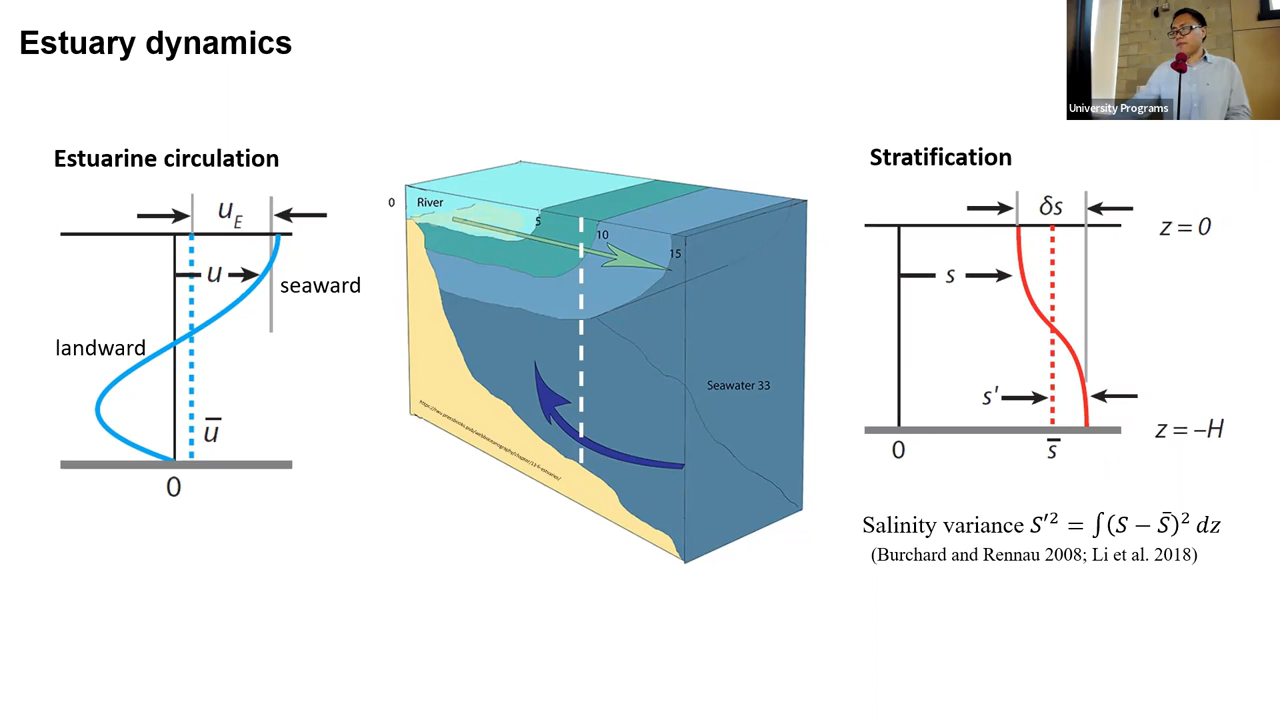 Estuary dynamics
University Programs
Estuarine circulation
u_E
u
seaward
landward
ū
0
0
River
5
10
15
Seawater 33
Stratification
δs
z = 0
s
s'
z = −H
0
s̄
Salinity variance S′² = ∫(S − S̄)² dz
(Burchard and Rennau 2008; Li et al. 2018)